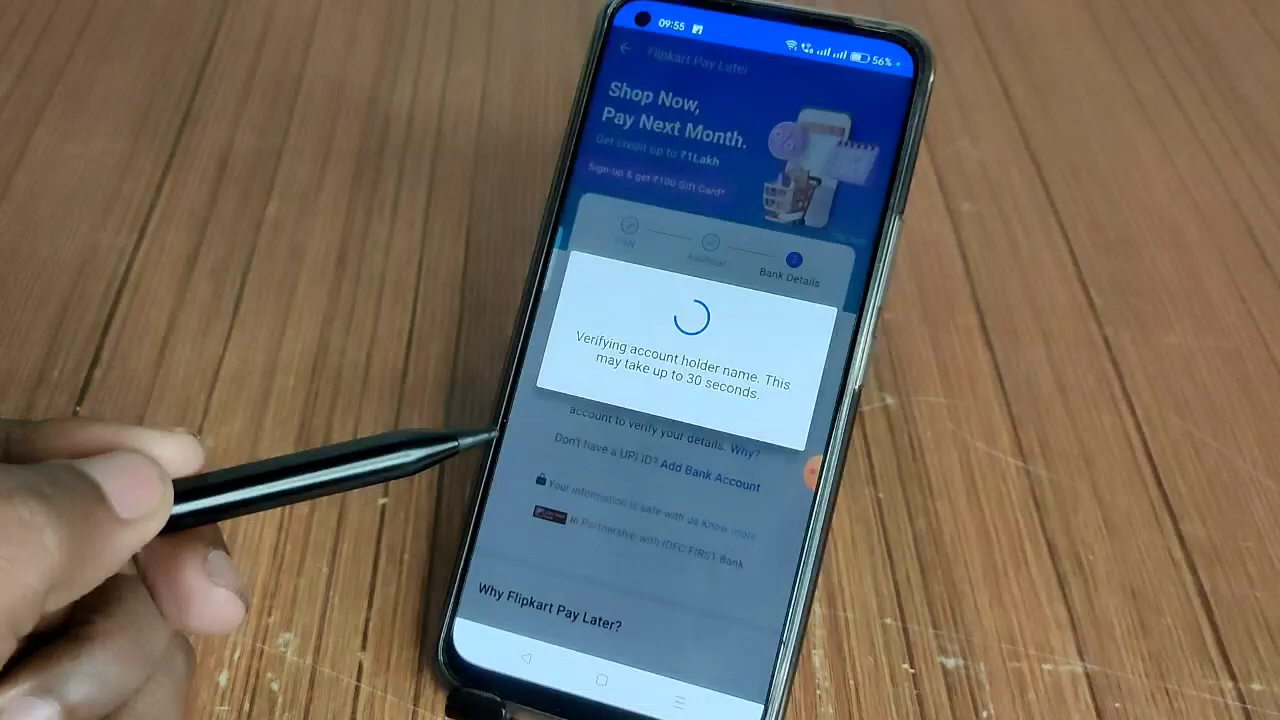 09:55
56%
Flipkart Pay Later
Shop Now,
Pay Next Month.
Get credit up to ₹1Lakh
Sign-up & get ₹100 Gift Card*
PAN
Aadhaar
3
Bank Details
Verifying account holder name. This
may take up to 30 seconds.
account to verify your details. Why?
Don't have a UPI ID? Add Bank Account
Your information is safe with us Know more
In Partnership with IDFC FIRST Bank
Why Flipkart Pay Later?